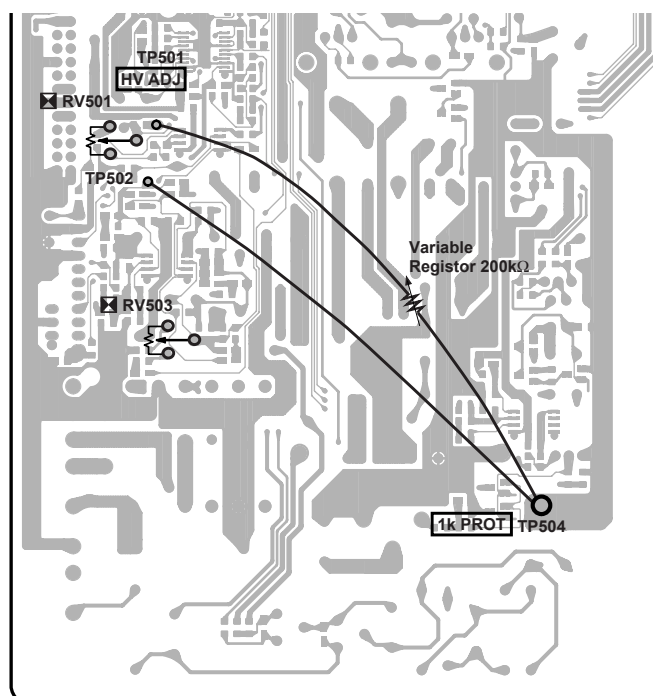 TP501
HV ADJ
RV501
TP502
Variable
Registor 200kΩ
RV503
1k PROT TP504